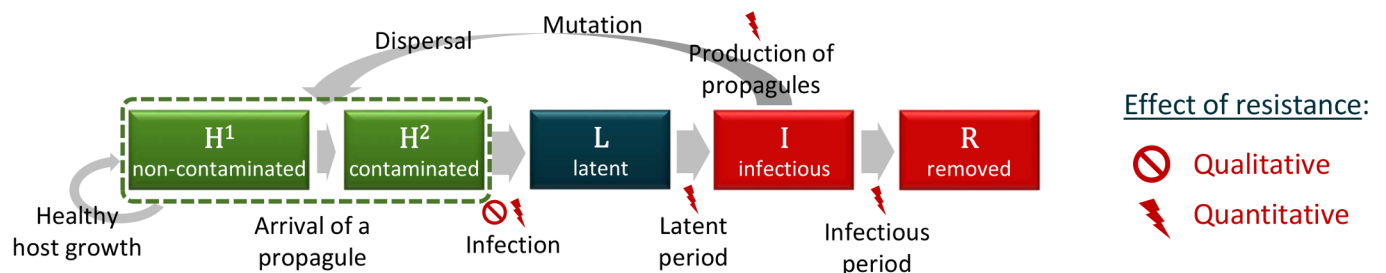 Mutation
Dispersal
Production of
propagules
H¹
non-contaminated
H²
contaminated
L
latent
I
infectious
R
removed
Healthy
host growth
Arrival of a
propagule
Infection
Latent
period
Infectious
period
Effect of resistance:
Qualitative
Quantitative